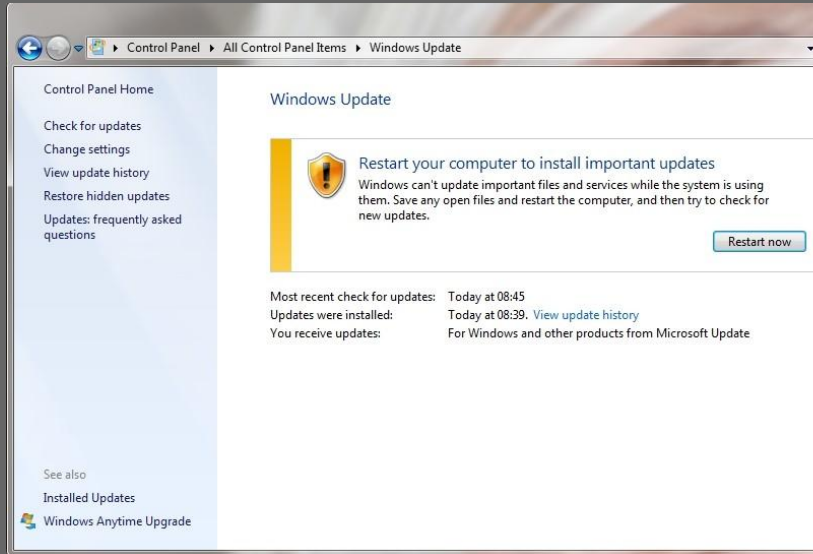 Control Panel ▸ All Control Panel Items ▸ Windows Update
Control Panel Home
Check for updates
Change settings
View update history
Restore hidden updates
Updates: frequently asked
questions
See also
Installed Updates
Windows Anytime Upgrade
Windows Update
Restart your computer to install important updates
Windows can't update important files and services while the system is using
them. Save any open files and restart the computer, and then try to check for
new updates.
Restart now
Most recent check for updates: Today at 08:45
Updates were installed: Today at 08:39. View update history
You receive updates: For Windows and other products from Microsoft Update